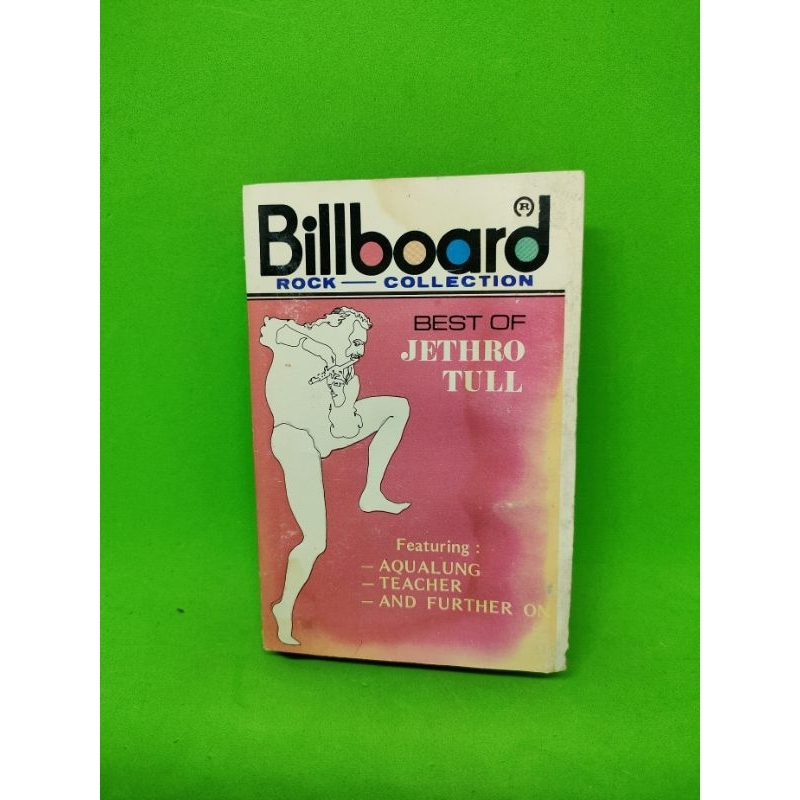 Billboard®
ROCK — COLLECTION
BEST OF
JETHRO
TULL
Featuring :
— AQUALUNG
— TEACHER
— AND FURTHER ON